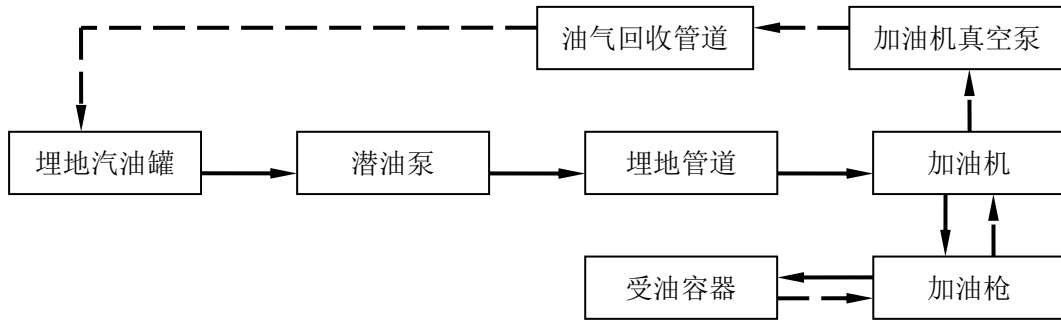 油气回收管道
加油机真空泵
埋地汽油罐
潜油泵
埋地管道
加油机
受油容器
加油枪